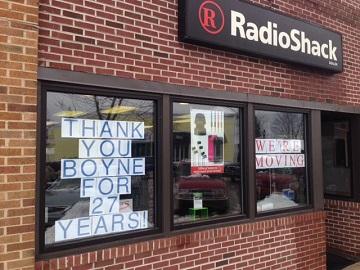 RadioShack
THANK
YOU
BOYNE
FOR
27
YEARS!!
WE'RE
MOVING